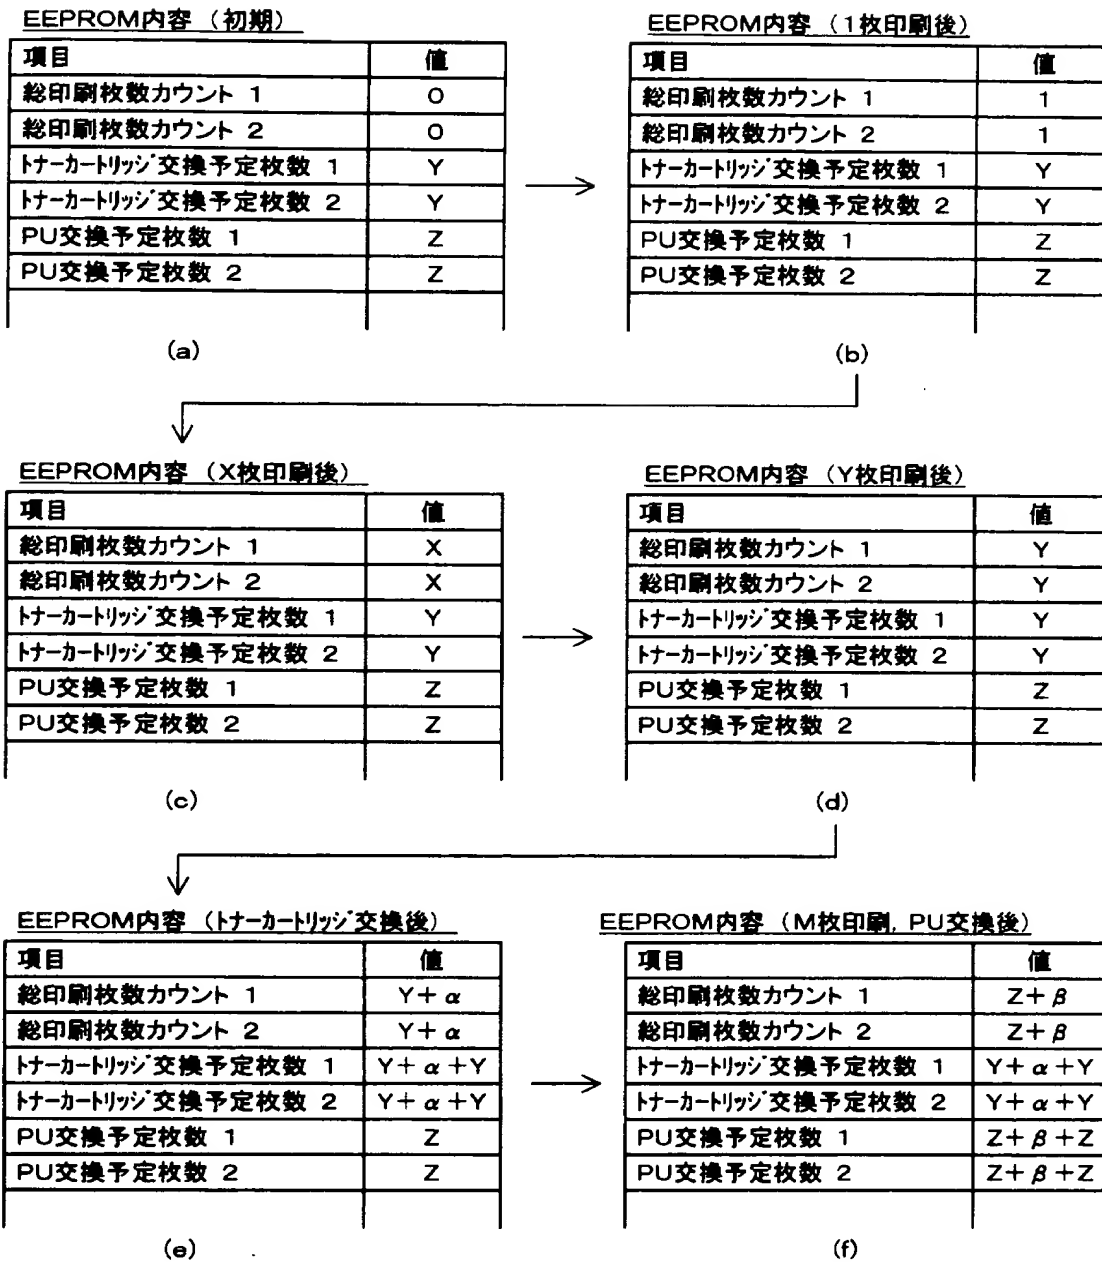 EEPROM内容（初期）
項目 値
総印刷枚数カウント 1 0
総印刷枚数カウント 2 0
ﾄﾅｰｶｰﾄﾘｯｼﾞ交換予定枚数 1 Y
ﾄﾅｰｶｰﾄﾘｯｼﾞ交換予定枚数 2 Y
PU交換予定枚数 1 Z
PU交換予定枚数 2 Z
(a)
EEPROM内容（1枚印刷後）
項目 値
総印刷枚数カウント 1 1
総印刷枚数カウント 2 1
ﾄﾅｰｶｰﾄﾘｯｼﾞ交換予定枚数 1 Y
ﾄﾅｰｶｰﾄﾘｯｼﾞ交換予定枚数 2 Y
PU交換予定枚数 1 Z
PU交換予定枚数 2 Z
(b)
EEPROM内容（X枚印刷後）
項目 値
総印刷枚数カウント 1 X
総印刷枚数カウント 2 X
ﾄﾅｰｶｰﾄﾘｯｼﾞ交換予定枚数 1 Y
ﾄﾅｰｶｰﾄﾘｯｼﾞ交換予定枚数 2 Y
PU交換予定枚数 1 Z
PU交換予定枚数 2 Z
(c)
EEPROM内容（Y枚印刷後）
項目 値
総印刷枚数カウント 1 Y
総印刷枚数カウント 2 Y
ﾄﾅｰｶｰﾄﾘｯｼﾞ交換予定枚数 1 Y
ﾄﾅｰｶｰﾄﾘｯｼﾞ交換予定枚数 2 Y
PU交換予定枚数 1 Z
PU交換予定枚数 2 Z
(d)
EEPROM内容（ﾄﾅｰｶｰﾄﾘｯｼﾞ交換後）
項目 値
総印刷枚数カウント 1 Y+α
総印刷枚数カウント 2 Y+α
ﾄﾅｰｶｰﾄﾘｯｼﾞ交換予定枚数 1 Y+α+Y
ﾄﾅｰｶｰﾄﾘｯｼﾞ交換予定枚数 2 Y+α+Y
PU交換予定枚数 1 Z
PU交換予定枚数 2 Z
(e)
EEPROM内容（M枚印刷, PU交換後）
項目 値
総印刷枚数カウント 1 Z+β
総印刷枚数カウント 2 Z+β
ﾄﾅｰｶｰﾄﾘｯｼﾞ交換予定枚数 1 Y+α+Y
ﾄﾅｰｶｰﾄﾘｯｼﾞ交換予定枚数 2 Y+α+Y
PU交換予定枚数 1 Z+β+Z
PU交換予定枚数 2 Z+β+Z
(f)